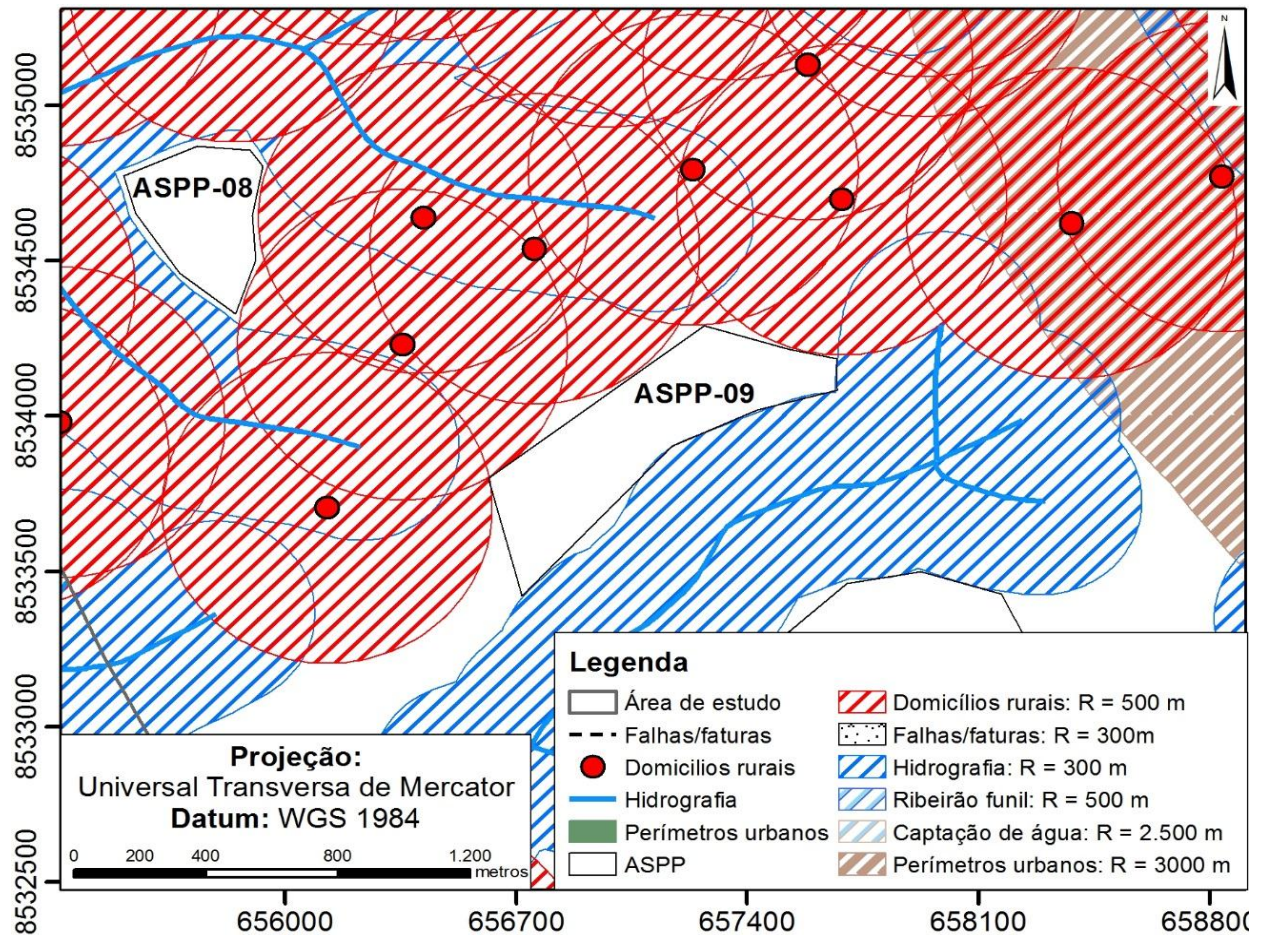 N
8535000
8534500
8534000
8533500
8533000
8532500
ASPP-08
ASPP-09
Projeção:
Universal Transversa de Mercator
Datum: WGS 1984
0 200 400 800 1.200
metros
Legenda
Área de estudo
Falhas/faturas
Domicilios rurais
Hidrografia
Perímetros urbanos
ASPP
Domicílios rurais: R = 500 m
Falhas/faturas: R = 300m
Hidrografia: R = 300 m
Ribeirão funil: R = 500 m
Captação de água: R = 2.500 m
Perímetros urbanos: R = 3000 m
656000 656700 657400 658100 658800